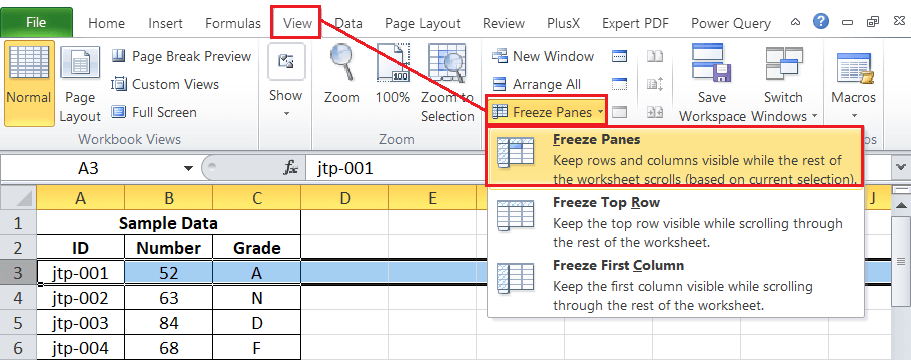 File Home Insert Formulas View Data Page Layout Review PlusX Expert PDF Power Query
Normal
Page Layout
Page Break Preview
Custom Views
Full Screen
Workbook Views
Show
Zoom
100%
Zoom to Selection
Zoom
New Window
Arrange All
Freeze Panes
Save Workspace
Switch Windows
Macros
Freeze Panes
Keep rows and columns visible while the rest of
the worksheet scrolls (based on current selection).
Freeze Top Row
Keep the top row visible while scrolling through
the rest of the worksheet.
Freeze First Column
Keep the first column visible while scrolling
through the rest of the worksheet.
A3 fx jtp-001
A B C D E J
1 Sample Data
2 ID Number Grade
3 jtp-001 52 A
4 jtp-002 63 N
5 jtp-003 84 D
6 jtp-004 68 F